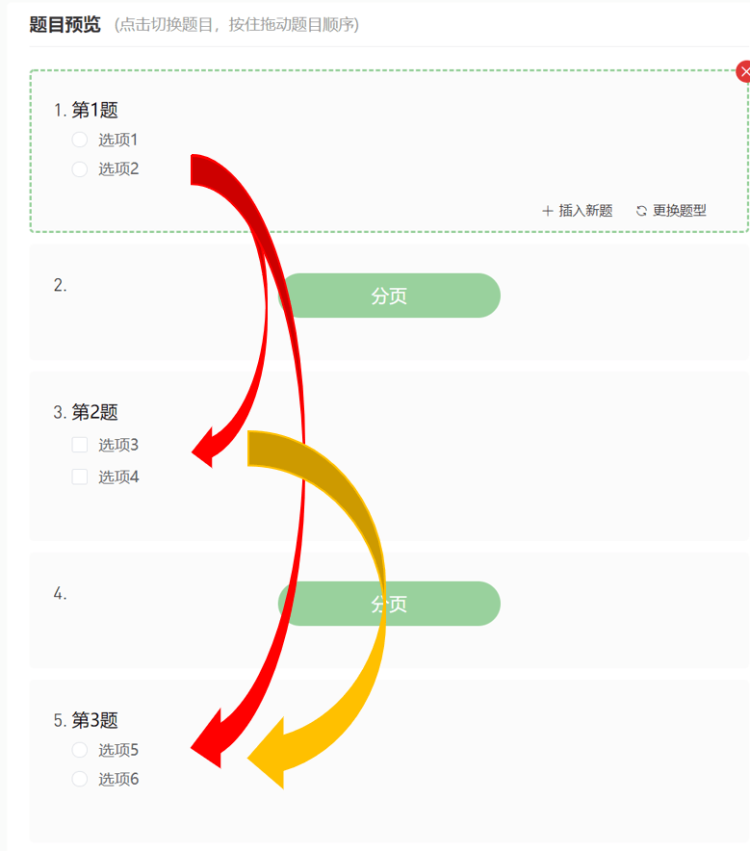 题目预览 (点击切换题目，按住拖动题目顺序)
1. 第1题
选项1
选项2
插入新题 更换题型
2.
分页
3. 第2题
选项3
选项4
4.
分页
5. 第3题
选项5
选项6